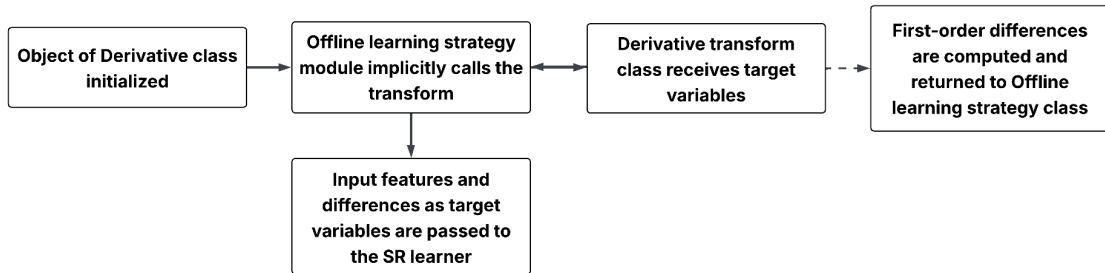 Object of Derivative class
initialized
Offline learning strategy
module implicitly calls the
transform
Derivative transform
class receives target
variables
First-order differences
are computed and
returned to Offline
learning strategy class
Input features and
differences as target
variables are passed to
the SR learner